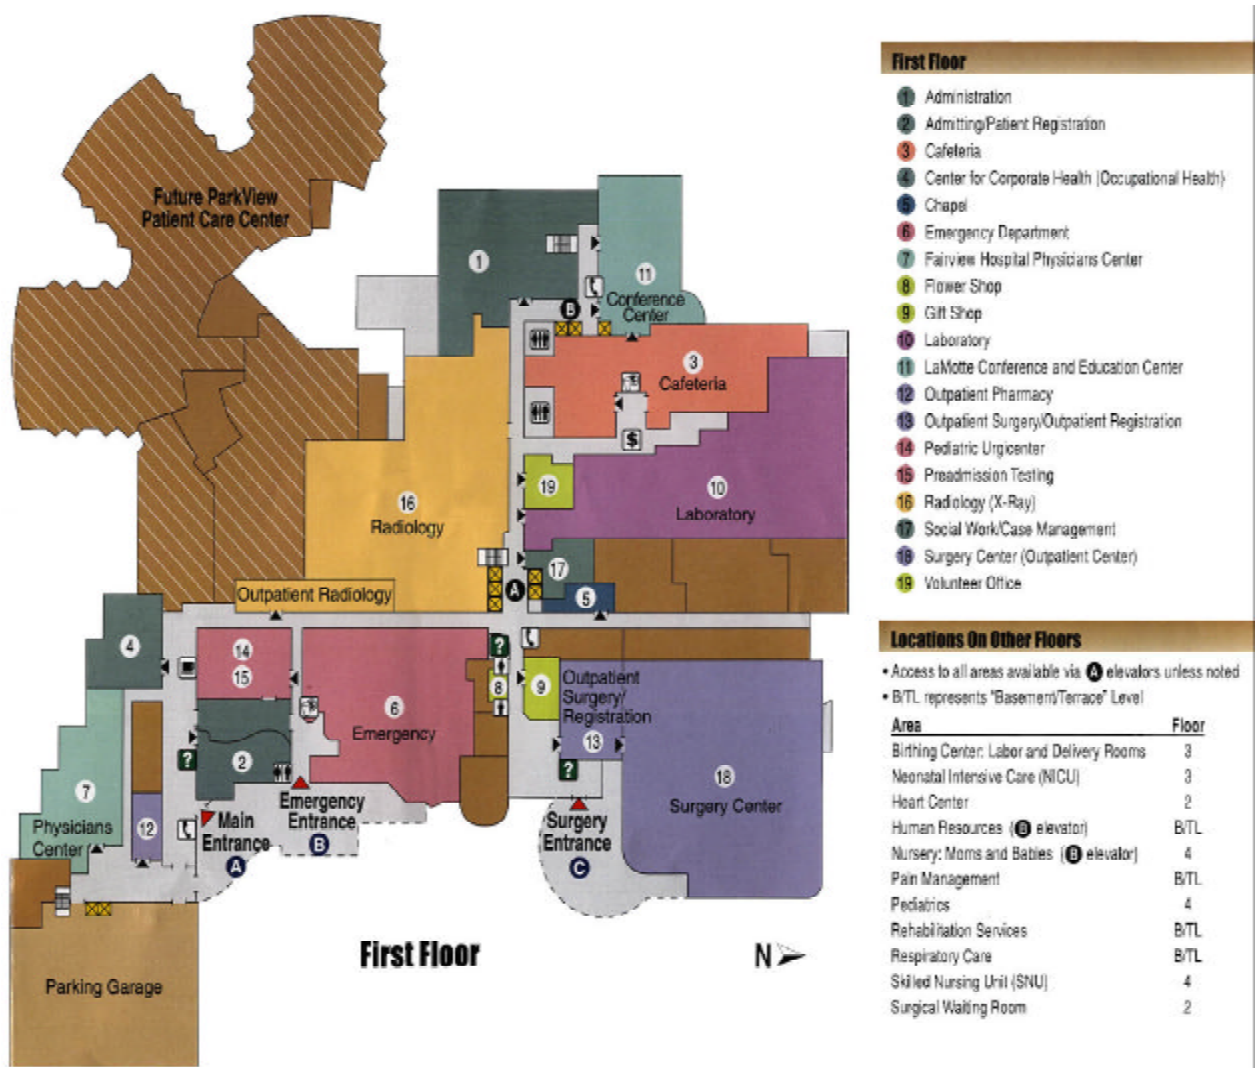 Future ParkView
Patient Care Center
1
11
Conference
Center
B
3
Cafeteria
$
19
10
Laboratory
16
Radiology
17
A
5
Outpatient Radiology
4
14
15
?
8
9
Outpatient
Surgery/
Registration
6
Emergency
13
?
2
?
18
Surgery Center
7
Physicians
Center
12
Main
Entrance
A
Emergency
Entrance
B
Surgery
Entrance
C
First Floor
N
Parking Garage
First Floor
1 Administration
2 Admitting/Patient Registration
3 Cafeteria
4 Center for Corporate Health (Occupational Health)
5 Chapel
6 Emergency Department
7 Fairview Hospital Physicians Center
8 Flower Shop
9 Gift Shop
10 Laboratory
11 LaMotte Conference and Education Center
12 Outpatient Pharmacy
13 Outpatient Surgery/Outpatient Registration
14 Pediatric Urgicenter
15 Preadmission Testing
16 Radiology (X-Ray)
17 Social Work/Case Management
18 Surgery Center (Outpatient Center)
19 Volunteer Office
Locations On Other Floors
• Access to all areas available via A elevators unless noted
• B/TL represents "Basement/Terrace" Level
Area Floor
Birthing Center: Labor and Delivery Rooms 3
Neonatal Intensive Care (NICU) 3
Heart Center 2
Human Resources (B elevator) B/TL
Nursery: Moms and Babies (B elevator) 4
Pain Management B/TL
Pediatrics 4
Rehabilitation Services B/TL
Respiratory Care B/TL
Skilled Nursing Unit (SNU) 4
Surgical Waiting Room 2